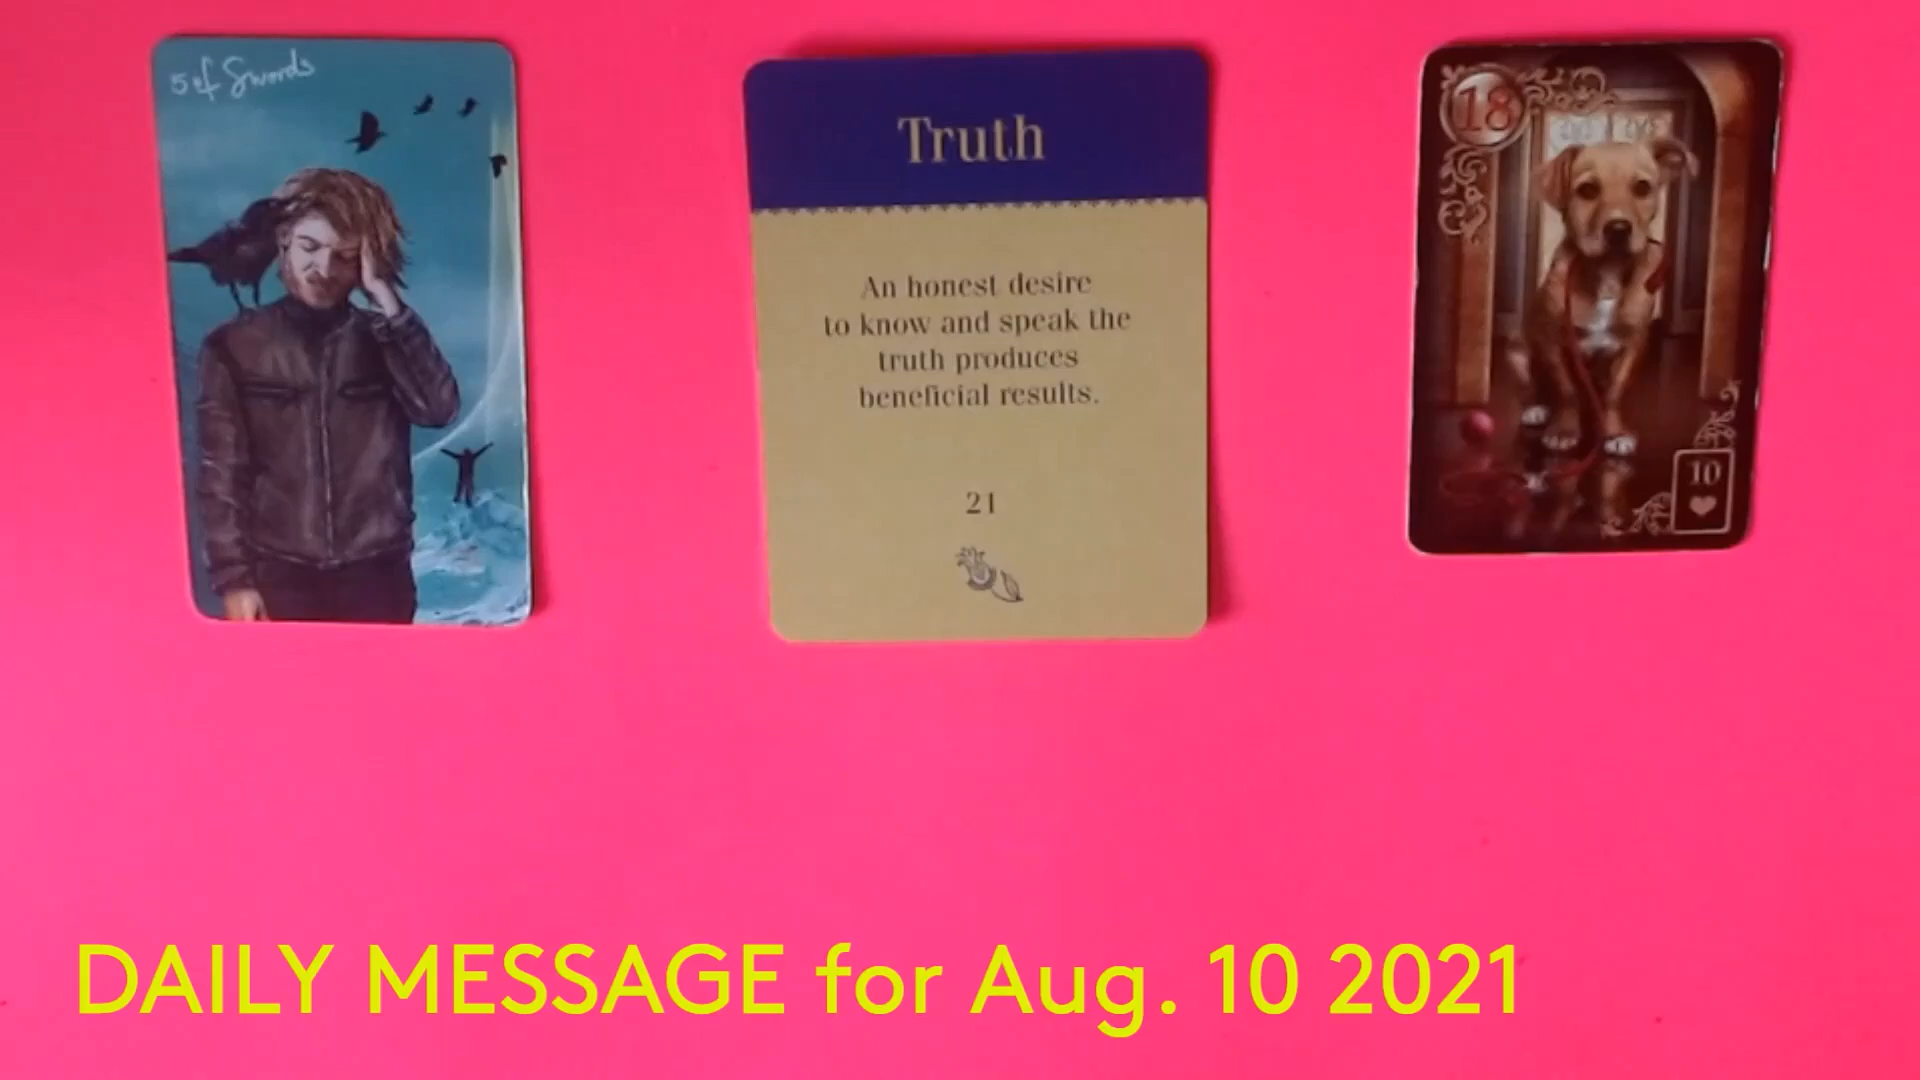 5 of Swords
Truth
An honest desire
to know and speak the
truth produces
beneficial results.
21
18
10
DAILY MESSAGE for Aug. 10 2021